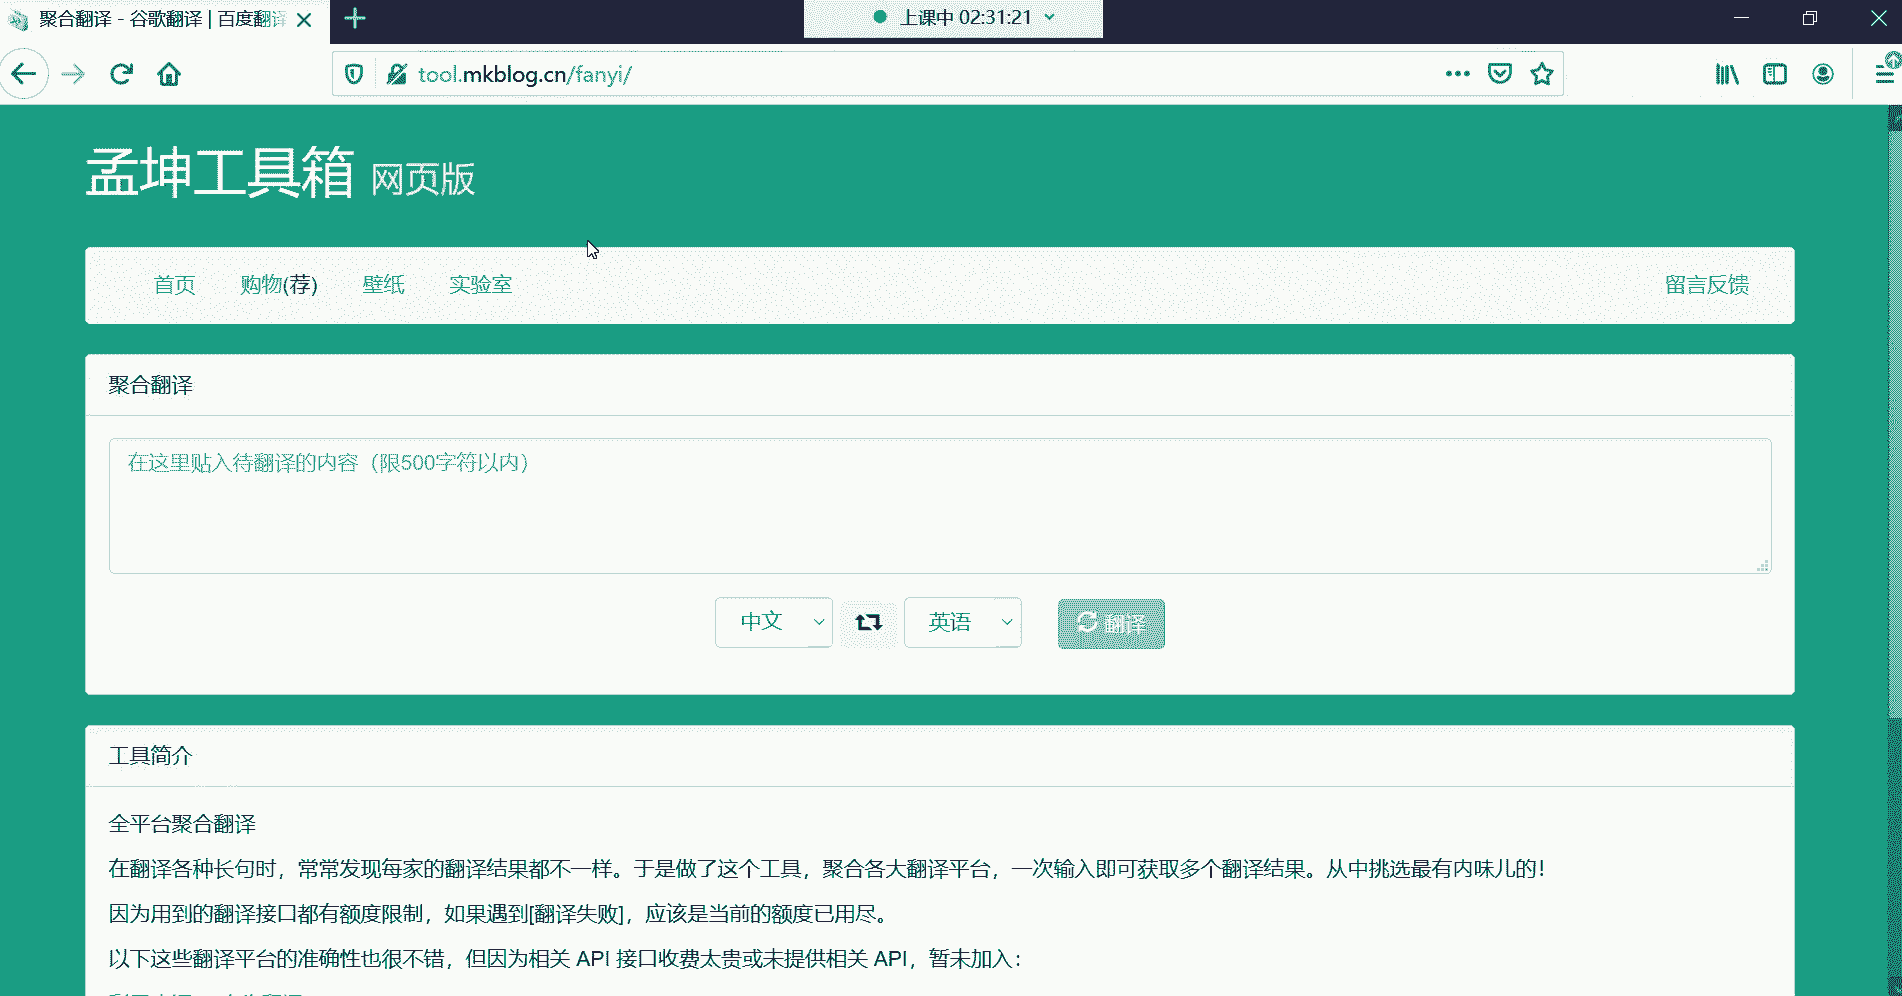 聚合翻译 - 谷歌翻译 | 百度翻译
上课中 02:31:21
tool.mkblog.cn/fanyi/
孟坤工具箱 网页版
首页 购物(荐) 壁纸 实验室 留言反馈
聚合翻译
在这里贴入待翻译的内容（限500字符以内）
中文 英语 翻译
工具简介
全平台聚合翻译
在翻译各种长句时，常常发现每家的翻译结果都不一样。于是做了这个工具，聚合各大翻译平台，一次输入即可获取多个翻译结果。从中挑选最有内味儿的！
因为用到的翻译接口都有额度限制，如果遇到[翻译失败]，应该是当前的额度已用尽。
以下这些翻译平台的准确性也很不错，但因为相关 API 接口收费太贵或未提供相关 API，暂未加入：